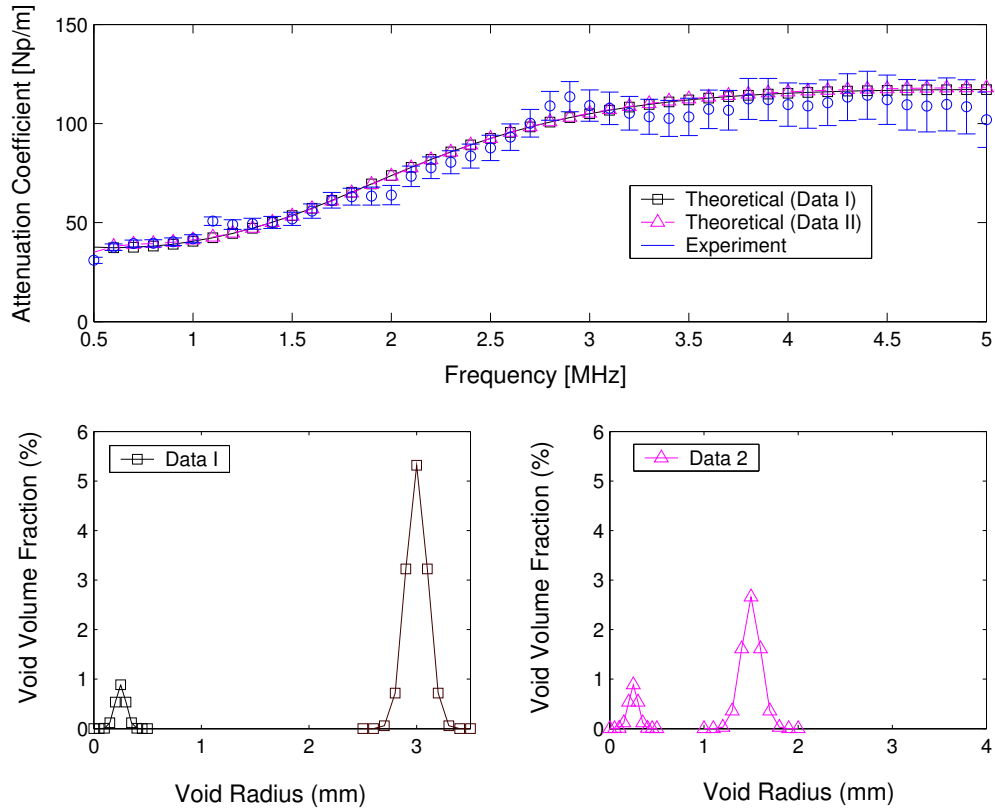 150
100
50
0
Attenuation Coefficient [Np/m]
Theoretical (Data I)
Theoretical (Data II)
Experiment
0.5 1 1.5 2 2.5 3 3.5 4 4.5 5
Frequency [MHz]
6
5
4
3
2
1
0
Void Volume Fraction (%)
Data I
0 1 2 3
Void Radius (mm)
6
5
4
3
2
1
0
Void Volume Fraction (%)
Data 2
0 1 2 3 4
Void Radius (mm)